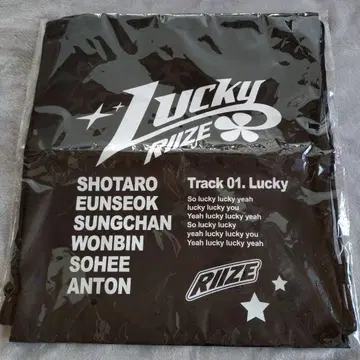 Lucky
RIIZE
SHOTARO
EUNSEOK
SUNGCHAN
WONBIN
SOHEE
ANTON
Track 01. Lucky
So lucky lucky yeah
lucky lucky you
Yeah lucky lucky yeah
So lucky lucky
yeah lucky lucky you
Yeah lucky lucky yeah
RIIZE